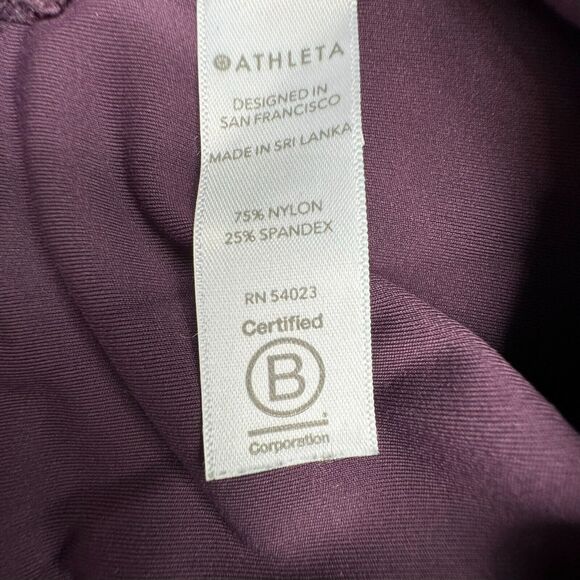 ATHLETA
DESIGNED IN
SAN FRANCISCO
MADE IN SRI LANKA
75% NYLON
25% SPANDEX
RN 54023
Certified
B
Corporation